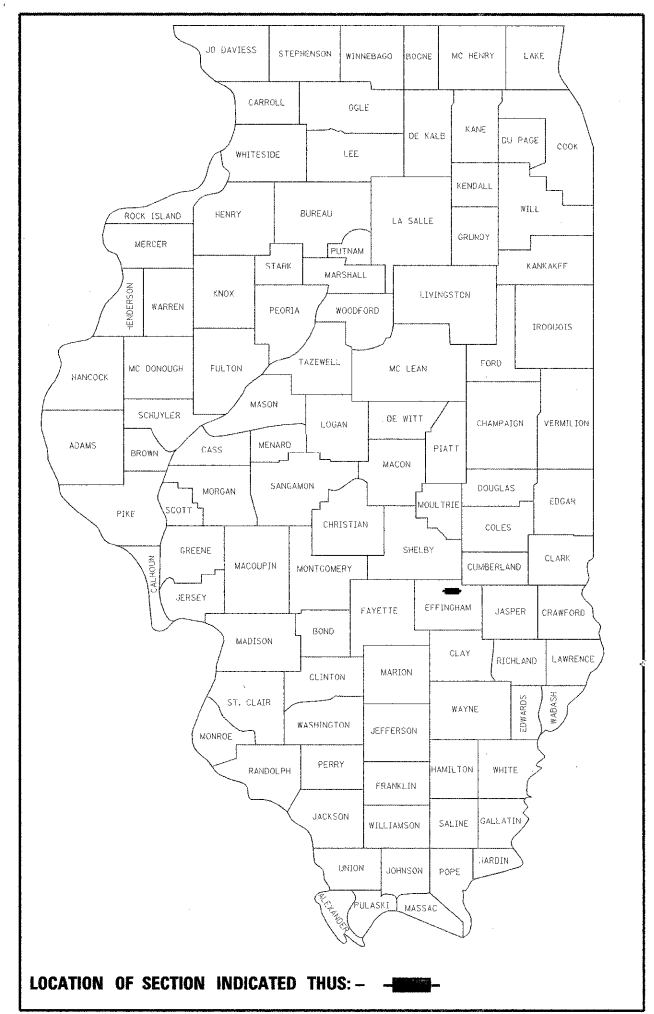 JO DAVIESS STEPHENSON WINNEBAGO BOONE MC HENRY LAKE
CARROLL OGLE DE KALB KANE DU PAGE COOK
WHITESIDE LEE
KENDALL
ROCK ISLAND HENRY BUREAU LA SALLE WILL
MERCER PUTNAM GRUNDY
STARK MARSHALL KANKAKEE
HENDERSON WARREN KNOX PEORIA WOODFORD LIVINGSTON IROQUOIS
HANCOCK MC DONOUGH FULTON TAZEWELL MC LEAN FORD
MASON
SCHUYLER LOGAN DE WITT CHAMPAIGN VERMILION
ADAMS BROWN CASS MENARD MACON PIATT
PIKE SCOTT MORGAN SANGAMON MOULTRIE DOUGLAS EDGAR
CHRISTIAN COLES
CALHOUN GREENE MACOUPIN MONTGOMERY SHELBY CUMBERLAND CLARK
JERSEY FAYETTE EFFINGHAM JASPER CRAWFORD
MADISON BOND
CLAY RICHLAND LAWRENCE
CLINTON MARION
ST. CLAIR WAYNE EDWARDS WABASH
MONROE WASHINGTON JEFFERSON
RANDOLPH PERRY HAMILTON WHITE
FRANKLIN
JACKSON WILLIAMSON SALINE GALLATIN
UNION JOHNSON POPE HARDIN
ALEXANDER PULASKI MASSAC
LOCATION OF SECTION INDICATED THUS: -